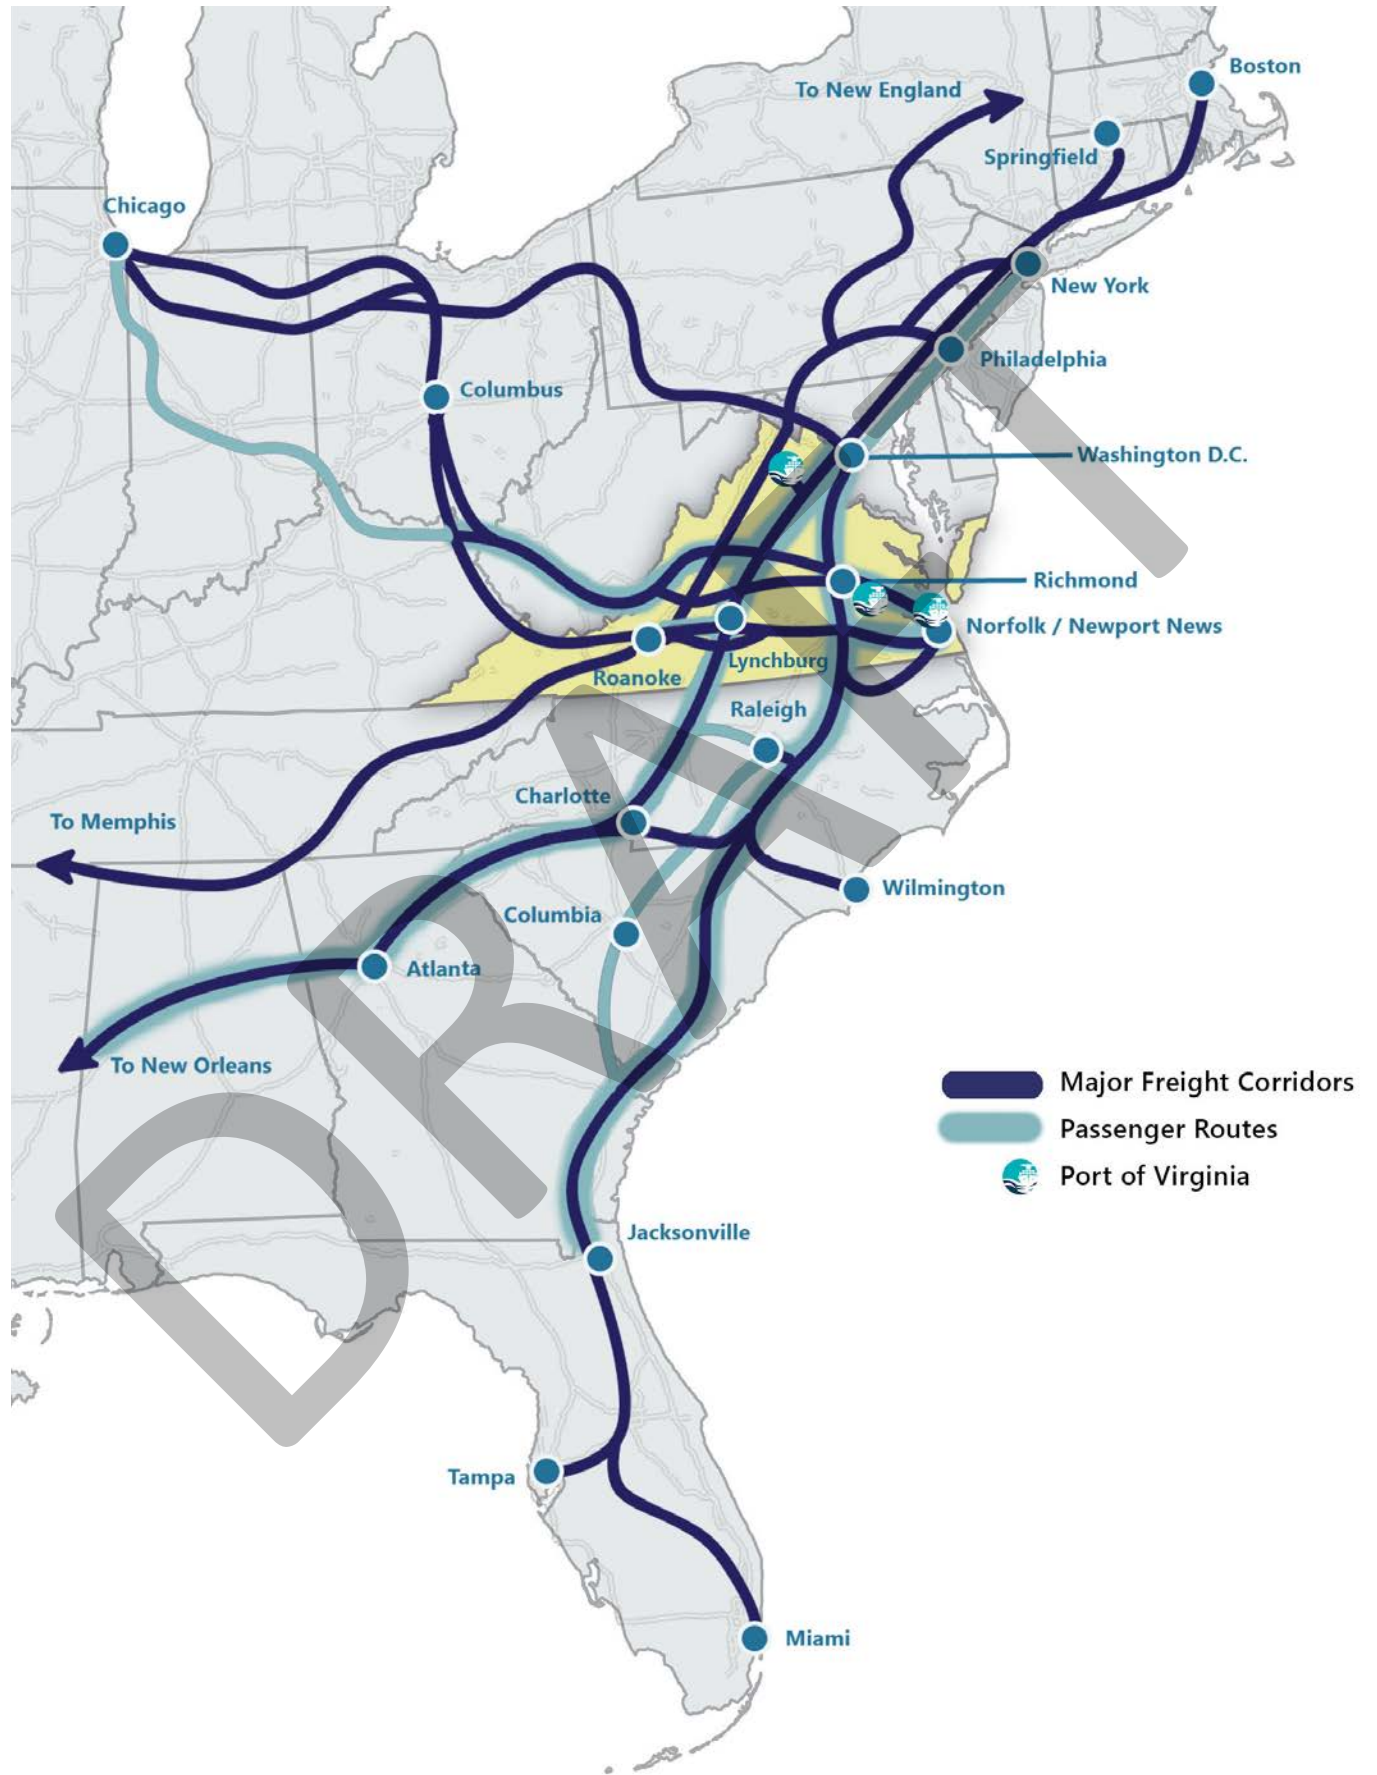 Boston
To New England
Springfield
Chicago
New York
Philadelphia
Columbus
Washington D.C.
Richmond
Norfolk / Newport News
Lynchburg
Roanoke
Raleigh
Charlotte
To Memphis
Wilmington
Columbia
Atlanta
To New Orleans
Major Freight Corridors
Passenger Routes
Port of Virginia
Jacksonville
Tampa
Miami
DRAFT